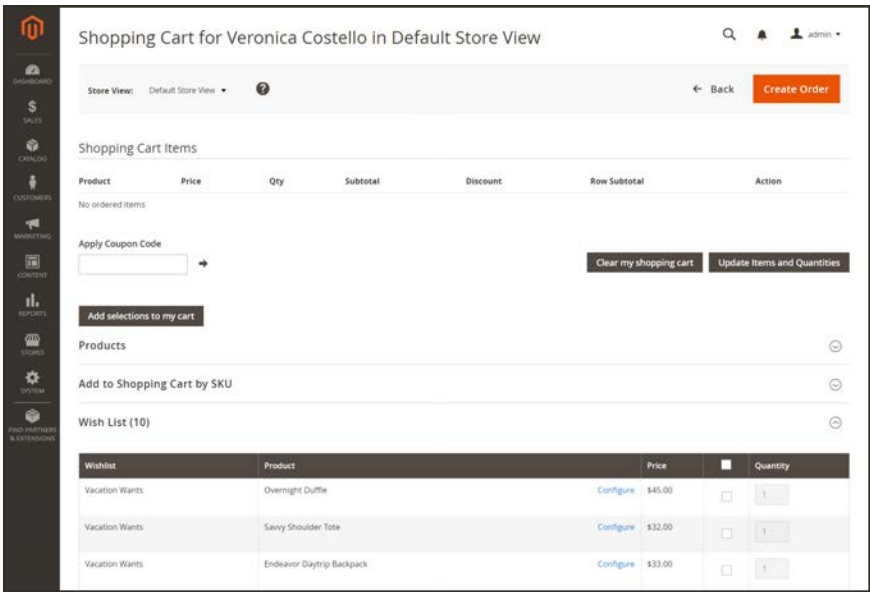 Shopping Cart for Veronica Costello in Default Store View
admin
DASHBOARD
SALES
CATALOG
CUSTOMERS
MARKETING
CONTENT
REPORTS
STORES
SYSTEM
FIND PARTNERS
& EXTENSIONS
Store View: Default Store View ?
← Back Create Order
Shopping Cart Items
Product Price Qty Subtotal Discount Row Subtotal Action
No ordered items
Apply Coupon Code
Clear my shopping cart Update Items and Quantities
Add selections to my cart
Products
Add to Shopping Cart by SKU
Wish List (10)
Wishlist Product Price Quantity
Vacation Wants Overnight Duffle Configure $45.00 1
Vacation Wants Savvy Shoulder Tote Configure $32.00 1
Vacation Wants Endeavor Daytrip Backpack Configure $33.00 1